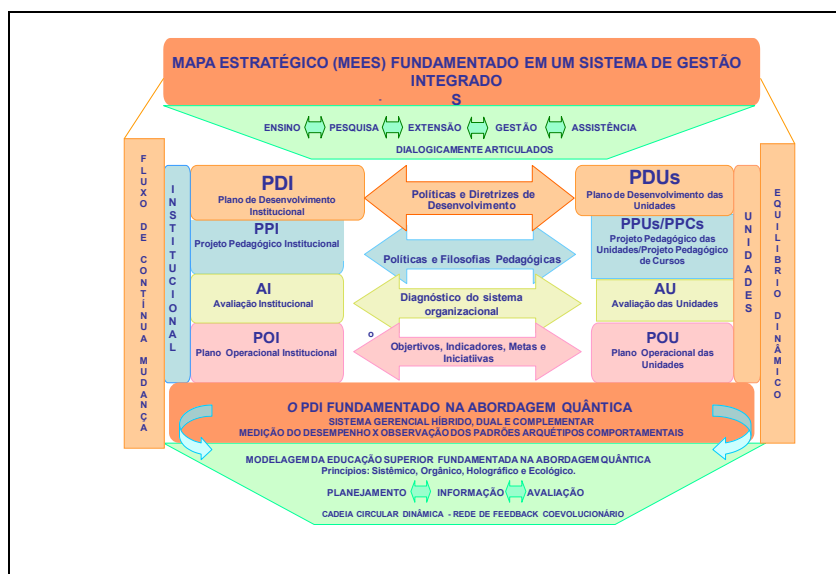 MAPA ESTRATÉGICO (MEES) FUNDAMENTADO EM UM SISTEMA DE GESTÃO
INTEGRADO
S
ENSINO PESQUISA EXTENSÃO GESTÃO ASSISTÊNCIA
DIALOGICAMENTE ARTICULADOS
FLUXO DE CONTÍNUA MUDANÇA
INSTITUCIONAL
PDI
Plano de Desenvolvimento
Institucional
Políticas e Diretrizes de
Desenvolvimento
PDUs
Plano de Desenvolvimento das
Unidades
PPI
Projeto Pedagógico Institucional
Políticas e Filosofias Pedagógicas
PPUs/PPCs
Projeto Pedagógico das
Unidades/Projeto Pedagógico
de Cursos
AI
Avaliação Institucional
Diagnóstico do sistema
organizacional
AU
Avaliação das Unidades
POI
Plano Operacional Institucional
o
Objetivos, Indicadores, Metas e
Iniciatiivas
POU
Plano Operacional das
Unidades
UNIDADES
EQUILIBRIO DINÂMICO
O PDI FUNDAMENTADO NA ABORDAGEM QUÂNTICA
SISTEMA GERENCIAL HÍBRIDO, DUAL E COMPLEMENTAR
MEDIÇÃO DO DESEMPENHO X OBSERVAÇÃO DOS PADRÕES ARQUÉTIPOS COMPORTAMENTAIS
MODELAGEM DA EDUCAÇÃO SUPERIOR FUNDAMENTADA NA ABORDAGEM QUÂNTICA
Princípios: Sistêmico, Orgânico, Holográfico e Ecológico.
PLANEJAMENTO INFORMAÇÃO AVALIAÇÃO
CADEIA CIRCULAR DINÂMICA - REDE DE FEEDBACK COEVOLUCIONÁRIO